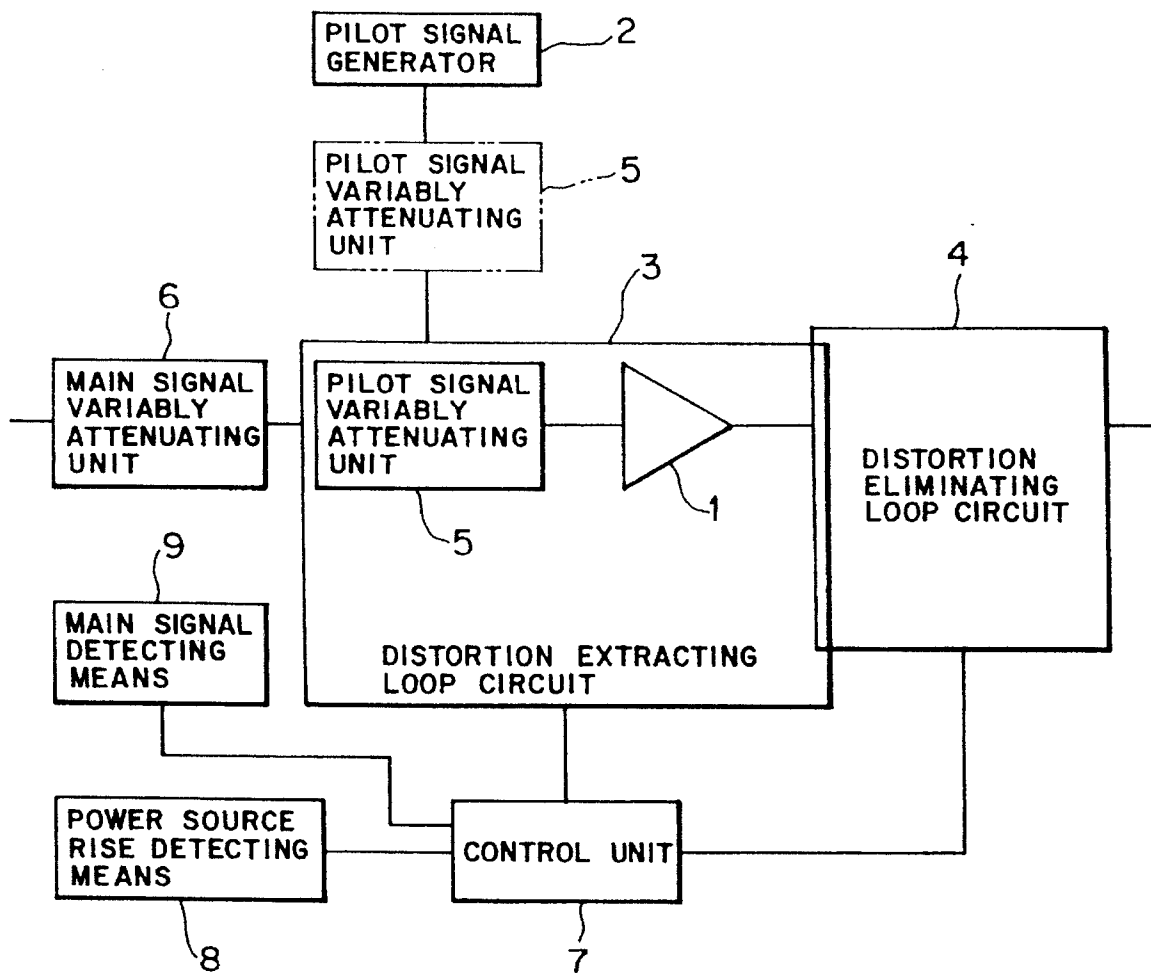 PILOT SIGNAL
GENERATOR
2
PILOT SIGNAL
VARIABLY
ATTENUATING
UNIT
5
3
4
6
MAIN SIGNAL
VARIABLY
ATTENUATING
UNIT
PILOT SIGNAL
VARIABLY
ATTENUATING
UNIT
5
1
DISTORTION
ELIMINATING
LOOP CIRCUIT
9
MAIN SIGNAL
DETECTING
MEANS
DISTORTION EXTRACTING
LOOP CIRCUIT
POWER SOURCE
RISE DETECTING
MEANS
8
CONTROL UNIT
7